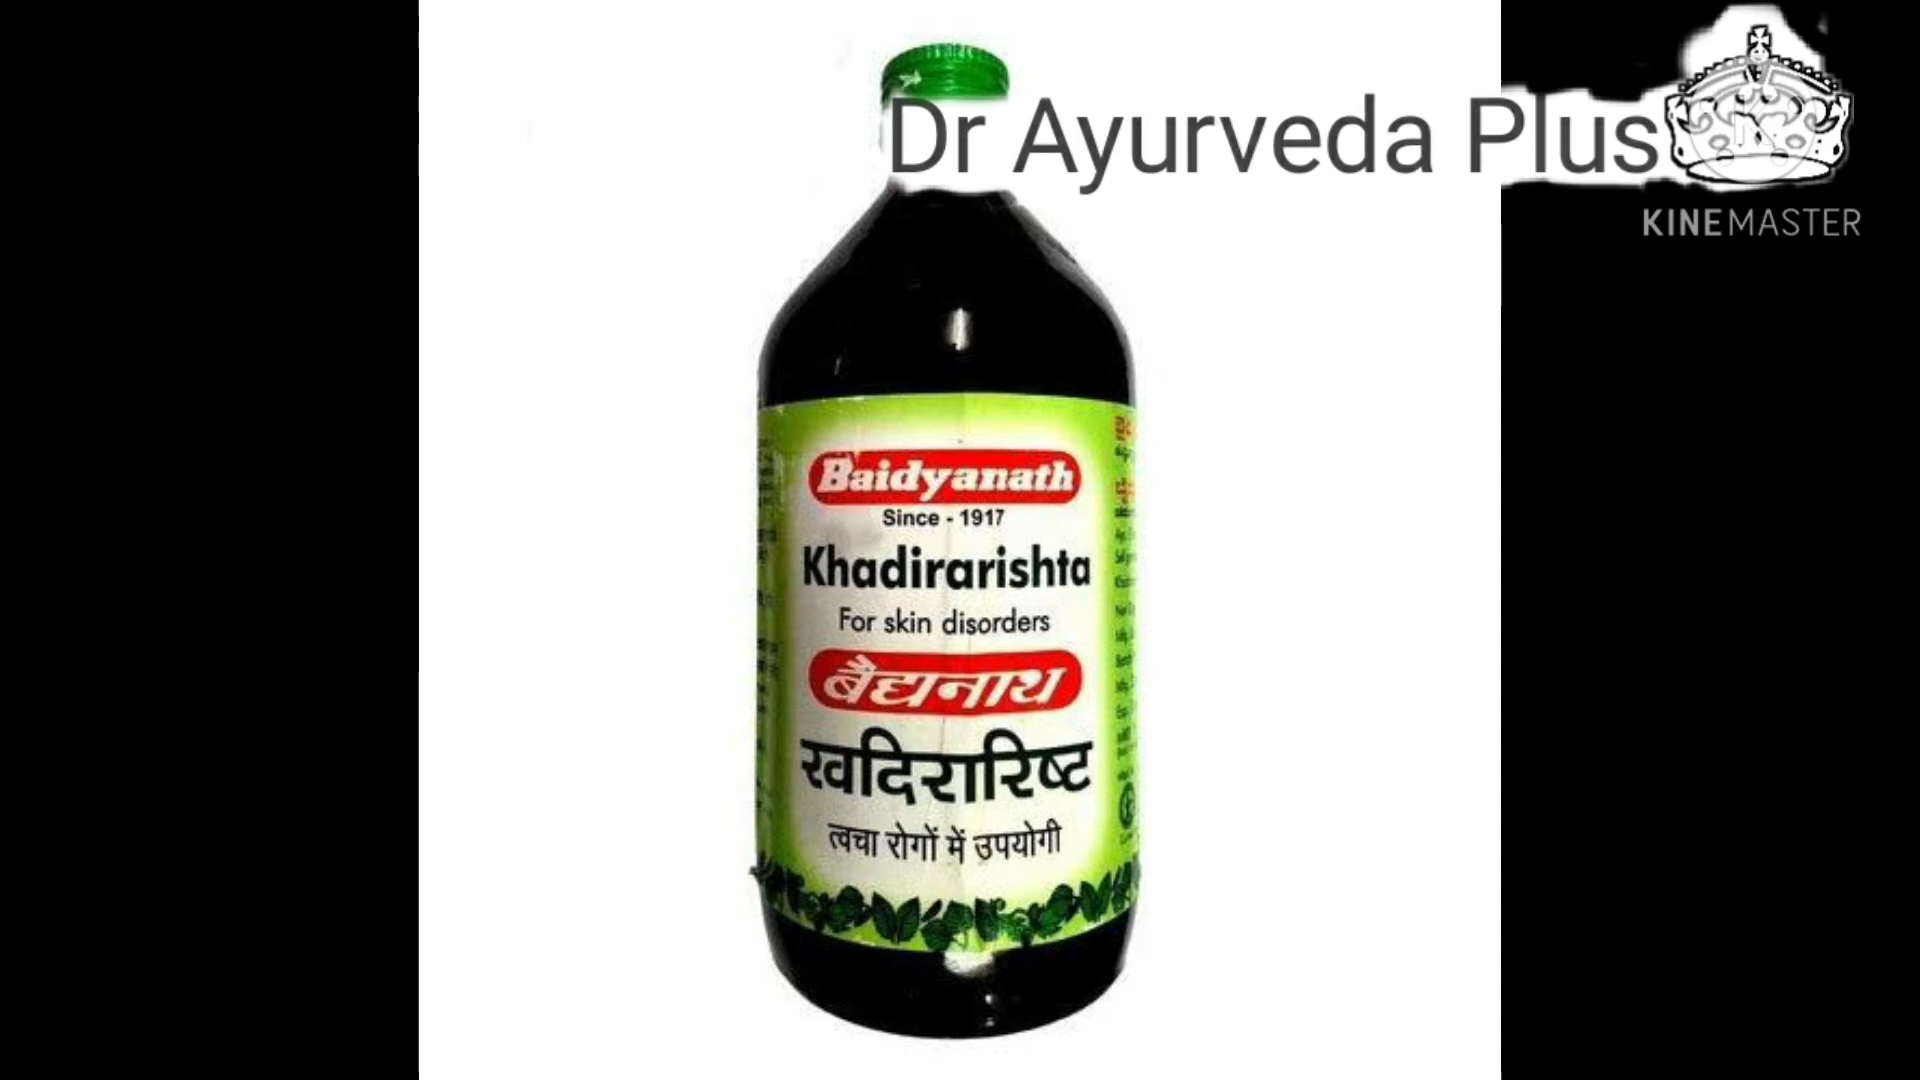 Dr Ayurveda Plus
KINEMASTER
Baidyanath
Since - 1917
Khadirarishta
For skin disorders
बैद्यनाथ
खदिरारिष्ट
त्वचा रोगों में उपयोगी